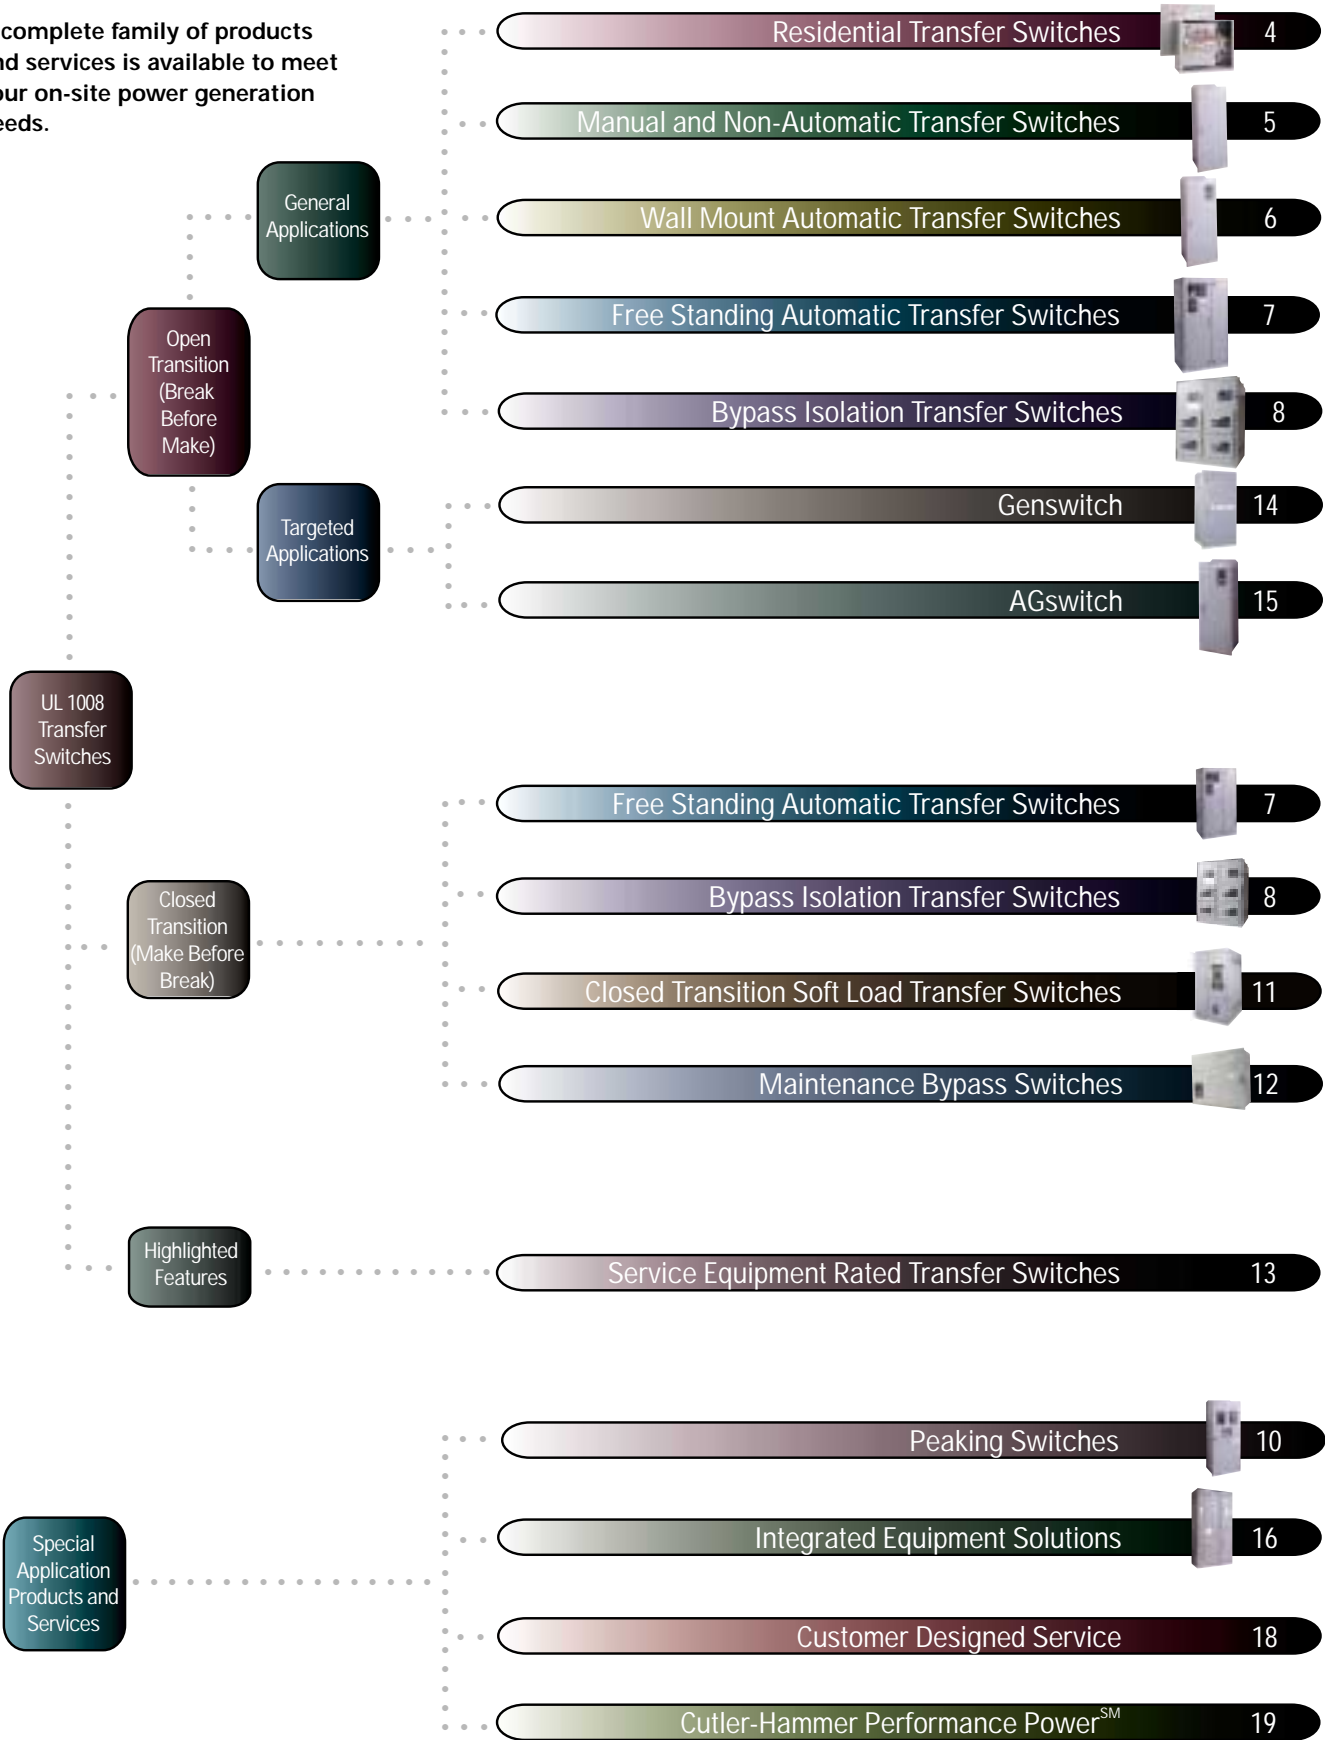 complete family of products
nd services is available to meet
our on-site power generation
eeds.
Residential Transfer Switches 4
Manual and Non-Automatic Transfer Switches 5
General
Applications
Wall Mount Automatic Transfer Switches 6
Free Standing Automatic Transfer Switches 7
Open
Transition
(Break
Before
Make)
Bypass Isolation Transfer Switches 8
Genswitch 14
Targeted
Applications
AGswitch 15
UL 1008
Transfer
Switches
Free Standing Automatic Transfer Switches 7
Bypass Isolation Transfer Switches 8
Closed
Transition
(Make Before
Break)
Closed Transition Soft Load Transfer Switches 11
Maintenance Bypass Switches 12
Highlighted
Features
Service Equipment Rated Transfer Switches 13
Peaking Switches 10
Integrated Equipment Solutions 16
Special
Application
Products and
Services
Customer Designed Service 18
Cutler-Hammer Performance Power℠ 19